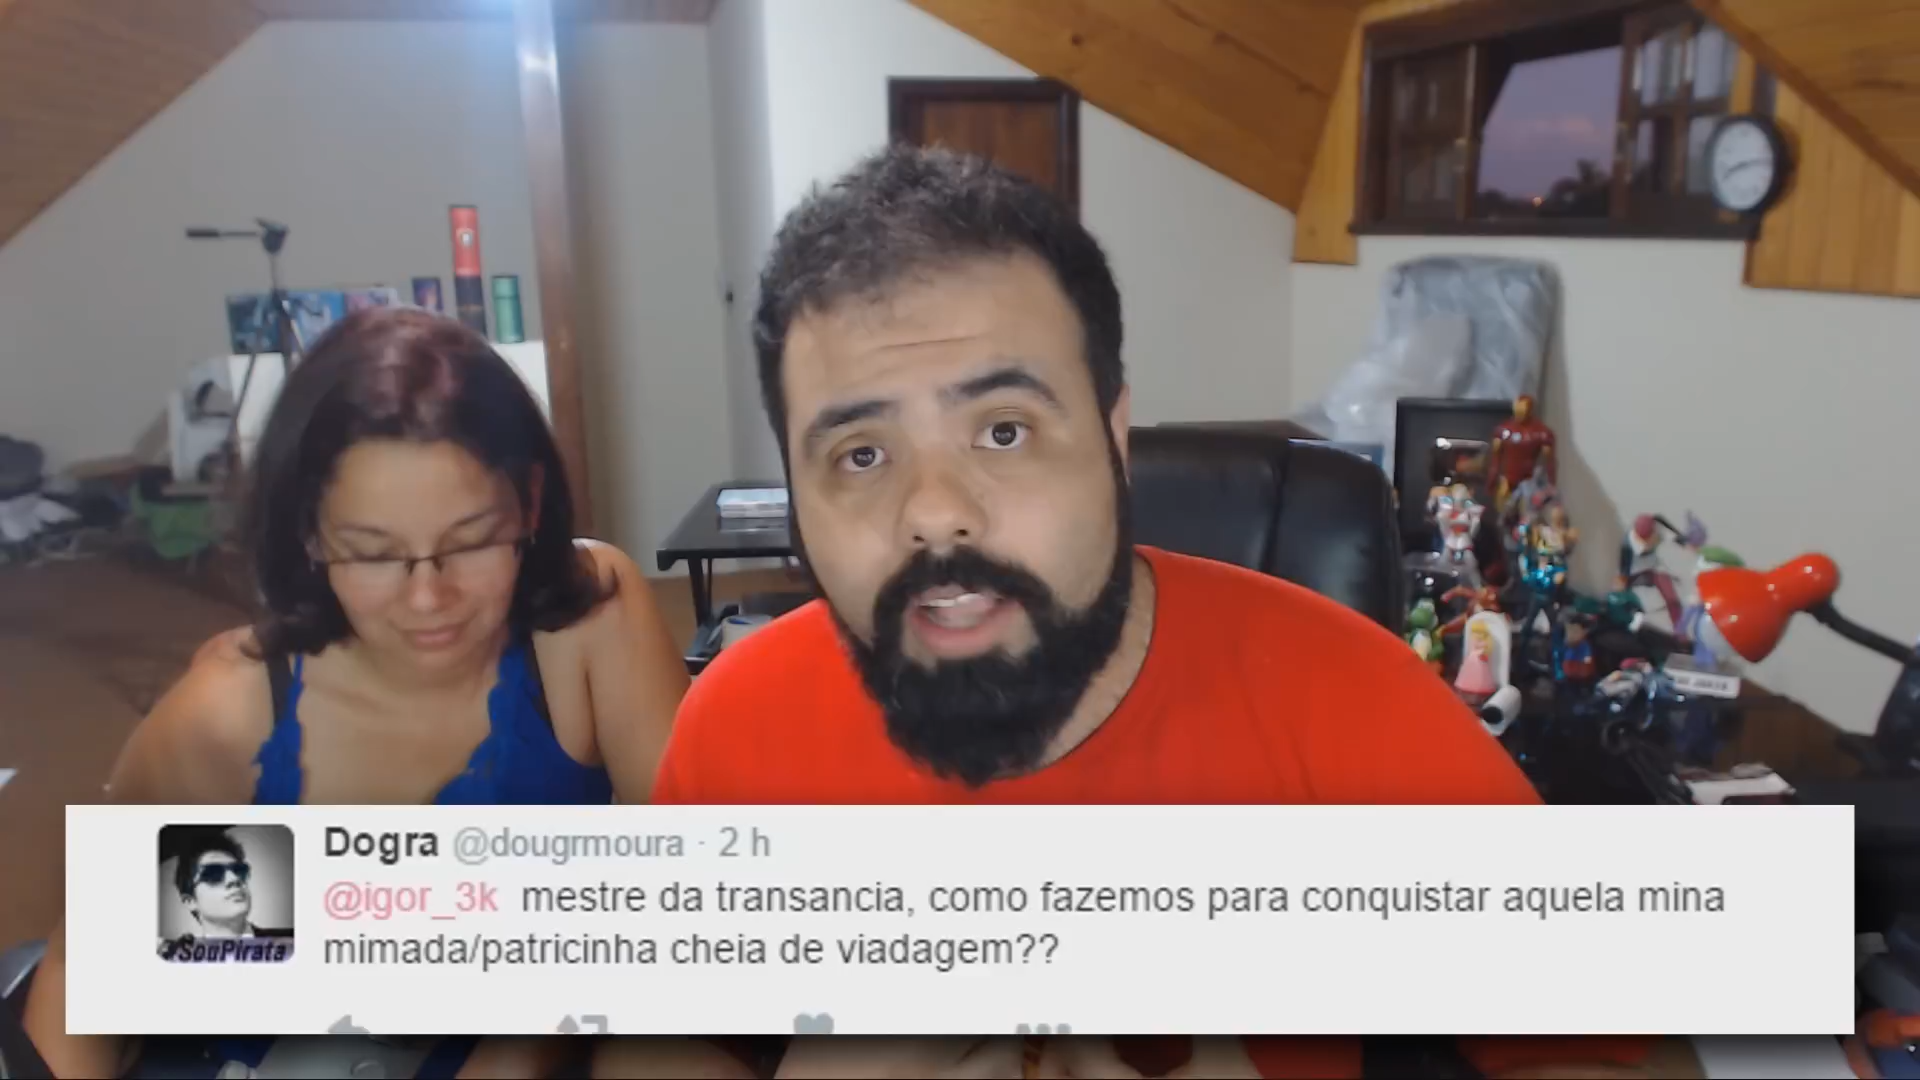 Dogra @dougrmoura · 2 h
@igor_3k mestre da transancia, como fazemos para conquistar aquela mina
mimada/patricinha cheia de viadagem??
#SouPirata